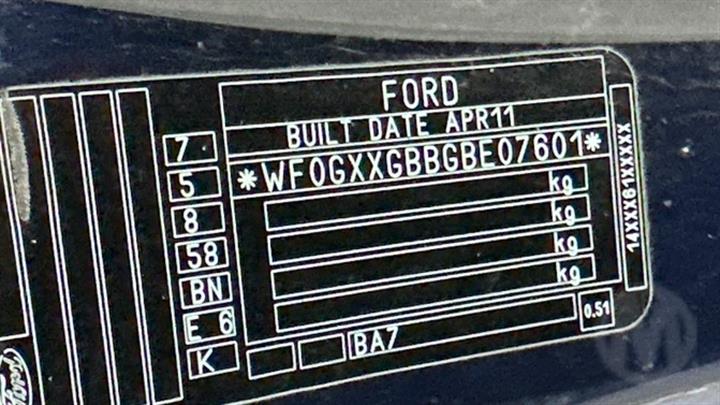 FORD
BUILT DATE APR11
*WF0GXXGBBGBE07601*
kg
kg
kg
kg
7
5
8
58
BN
E 6
K
BA7
0.51
14XXX61XXXXX
Ford